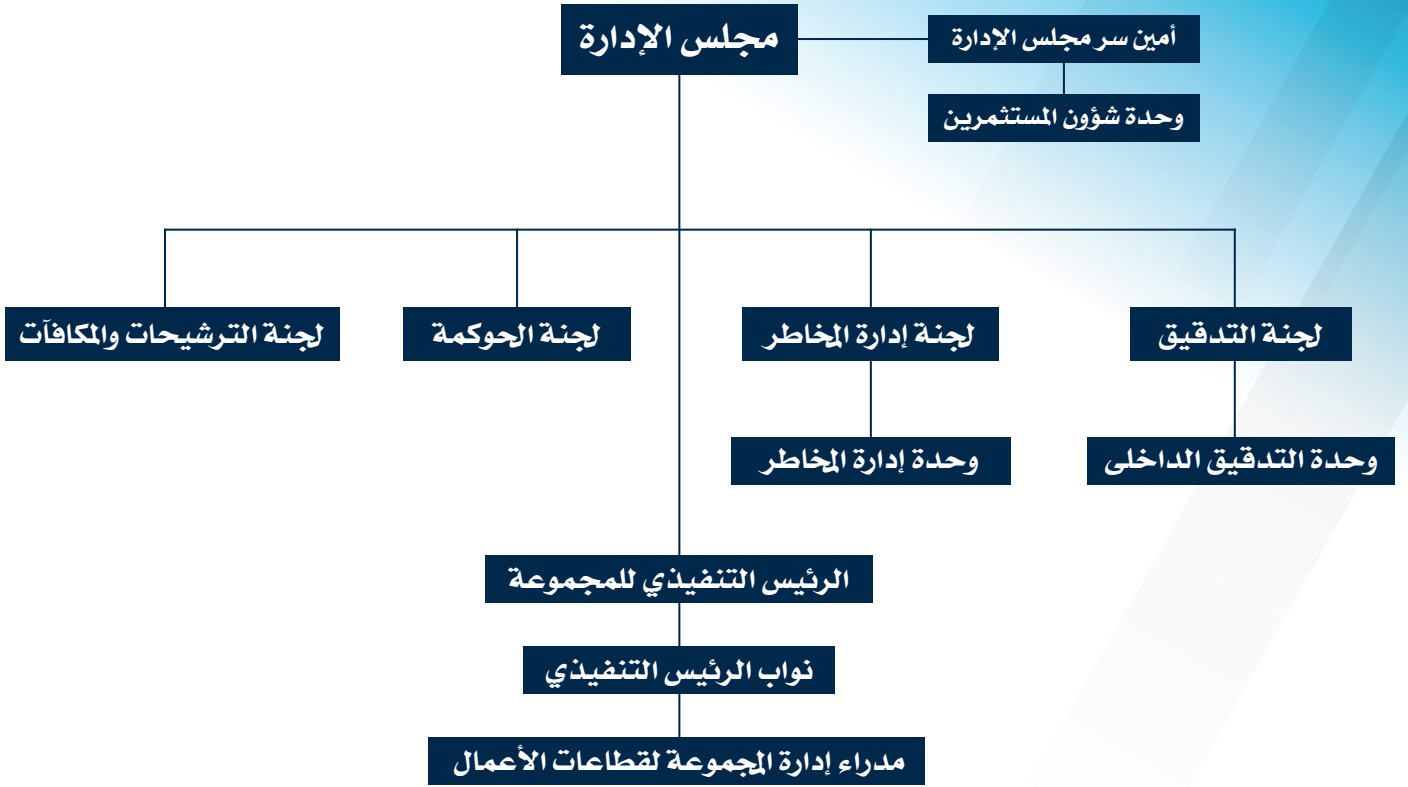 مجلس الإدارة
أمين سر مجلس الإدارة
وحدة شؤون المستثمرين
لجنة التدقيق
لجنة إدارة المخاطر
لجنة الحوكمة
لجنة الترشيحات والمكافآت
وحدة التدقيق الداخلى
وحدة إدارة المخاطر
الرئيس التنفيذي للمجموعة
نواب الرئيس التنفيذي
مدراء إدارة المجموعة لقطاعات الأعمال